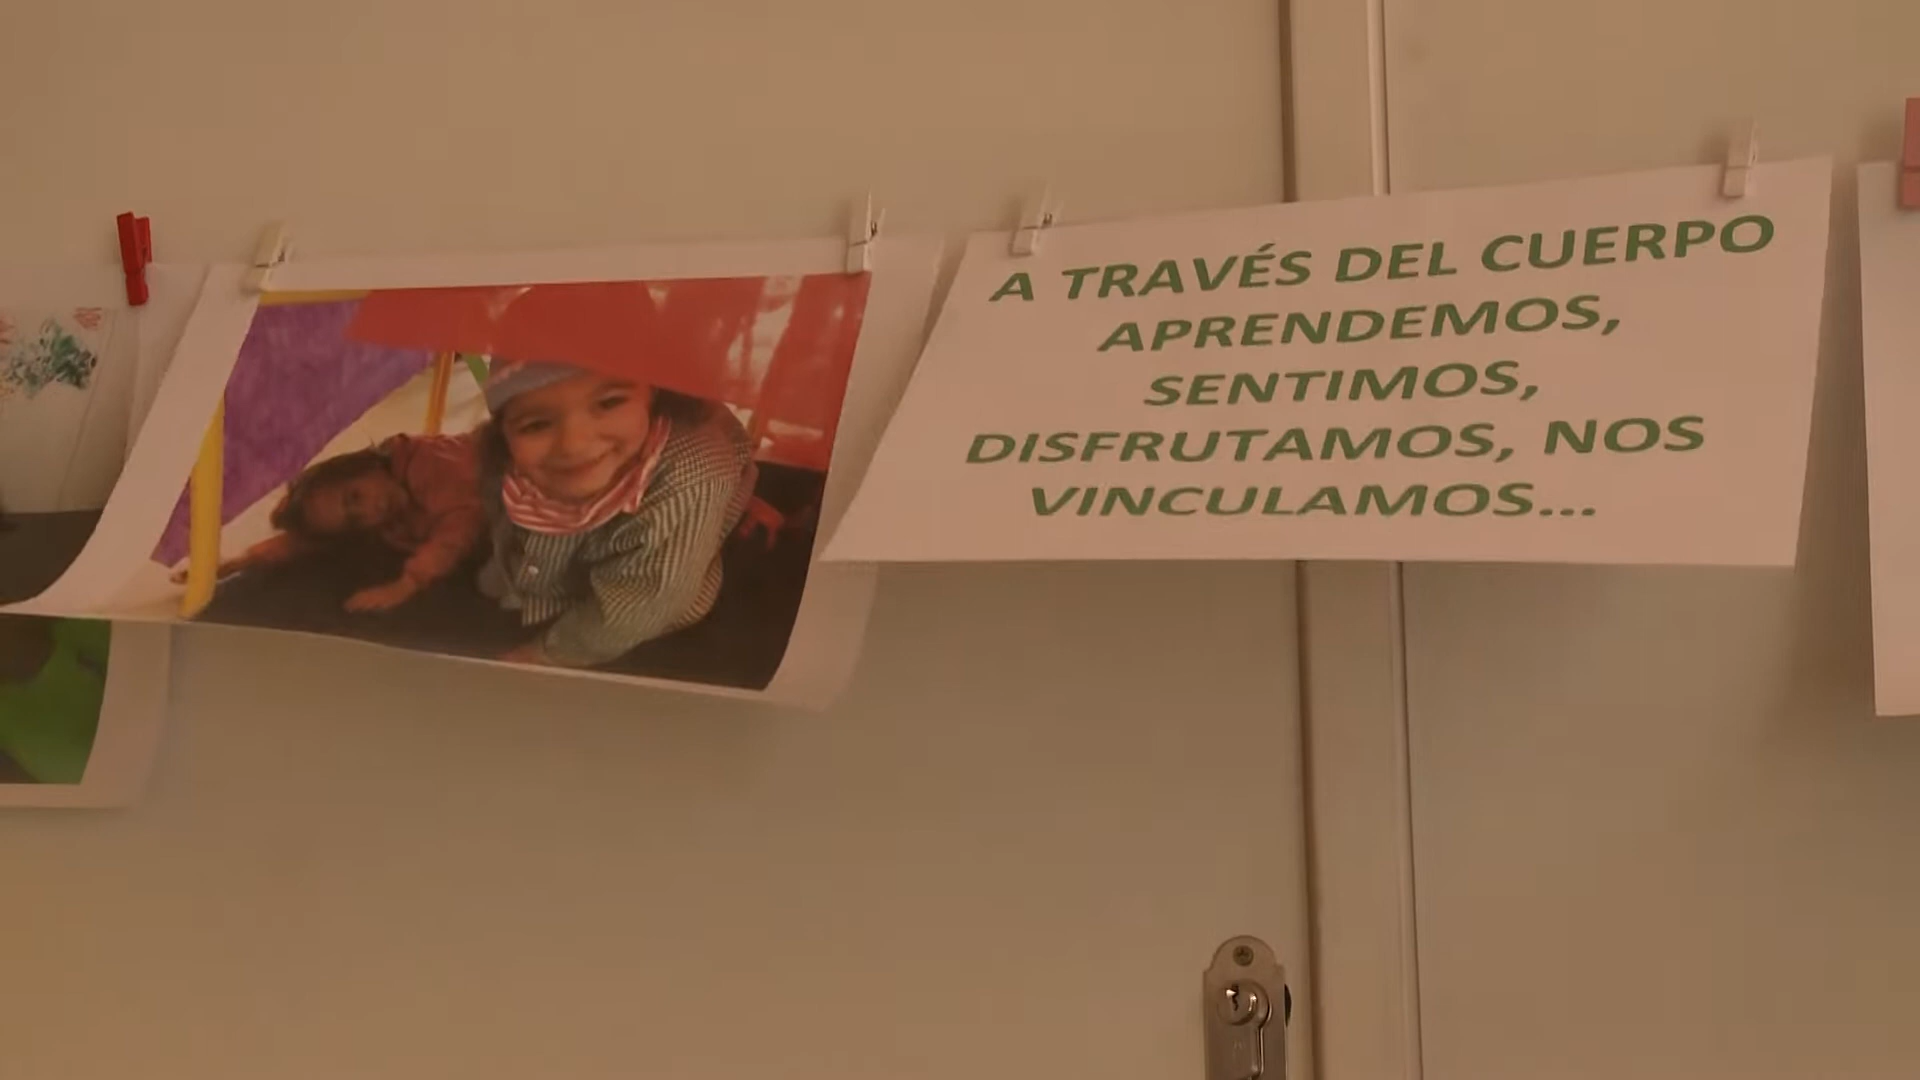 A TRAVÉS DEL CUERPO
APRENDEMOS,
SENTIMOS,
DISFRUTAMOS, NOS
VINCULAMOS...